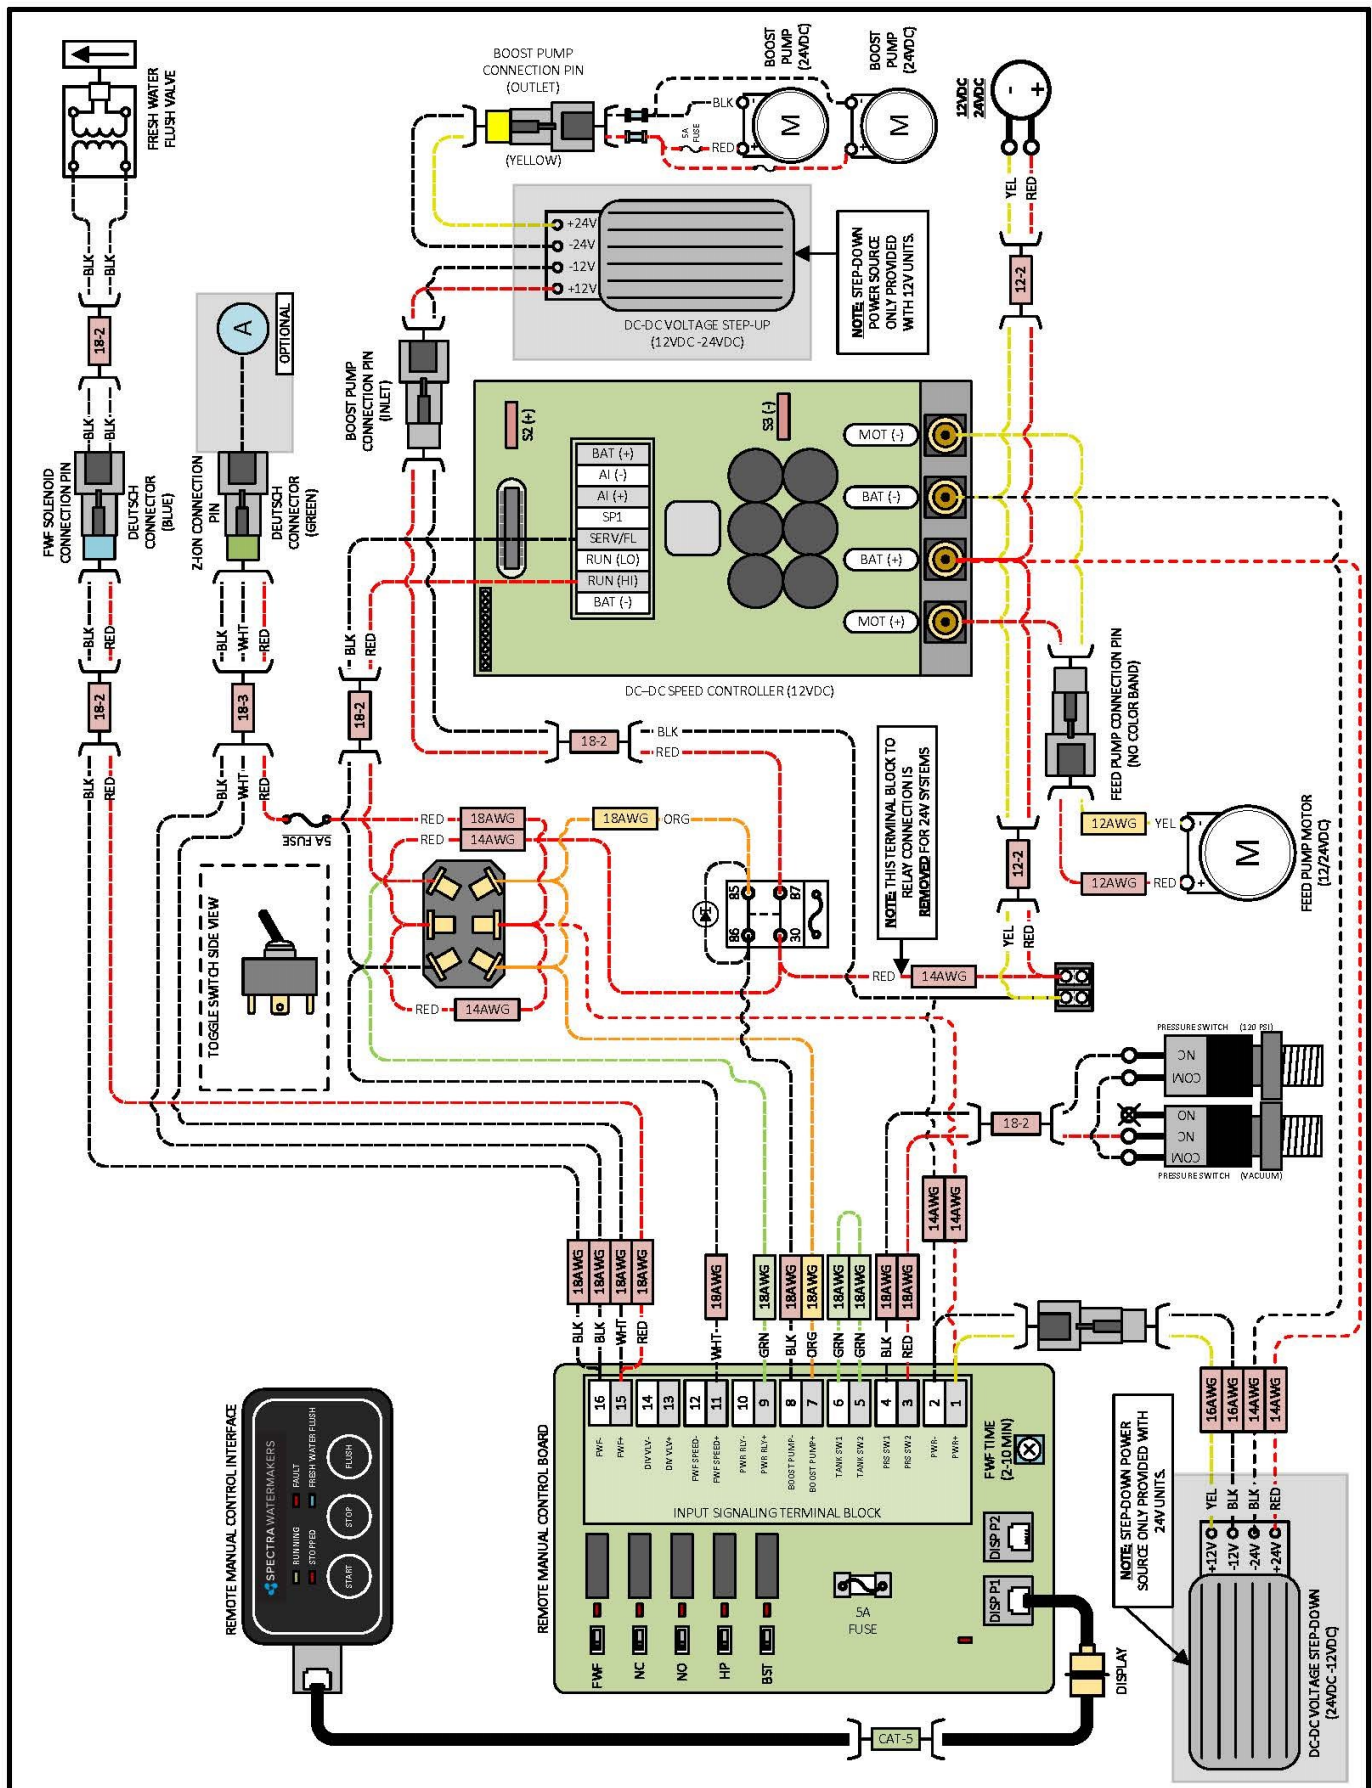 FRESH WATER
FLUSH VALVE
BLK
BLK
18-2
BLK
BLK
FWF SOLENOID
CONNECTION PIN
DEUTSCH
CONNECTOR
(BLUE)
BLK
RED
18-2
BLK
RED
A
OPTIONAL
Z-ION CONNECTION
PIN
DEUTSCH
CONNECTOR
(GREEN)
BLK
WHT
RED
18-3
BLK
WHT
RED
5A FUSE
BOOST PUMP
CONNECTION PIN
(OUTLET)
(YELLOW)
BLK
5A
FUSE
RED
-
+
M
-
+
M
BOOST
PUMP
(24VDC)
BOOST
PUMP
(24VDC)
12VDC
24VDC
-
+
YEL
RED
12-2
+24V
-24V
-12V
+12V
DC-DC VOLTAGE STEP-UP
(12VDC -24VDC)
NOTE: STEP-DOWN
POWER SOURCE
ONLY PROVIDED
WITH 12V UNITS.
BOOST PUMP
CONNECTION PIN
(INLET)
S2 (+)
S3 (-)
BAT (+)
AI (-)
AI (+)
SP1
SERV/FL
RUN (LO)
RUN (HI)
BAT (-)
MOT (-)
BAT (-)
BAT (+)
MOT (+)
DC-DC SPEED CONTROLLER (12VDC)
BLK
RED
18-2
18-2
BLK
RED
FEED PUMP CONNECTION PIN
(NO COLOR BAND)
12AWG
YEL
12AWG
RED
-
+
M
FEED PUMP MOTOR
(12/24VDC)
12-2
YEL
RED
NOTE: THIS TERMINAL BLOCK TO
RELAY CONNECTION IS
REMOVED FOR 24V SYSTEMS
RED
14AWG
RED
18AWG
RED
14AWG
18AWG
ORG
RED
14AWG
85
87
86
30
TOGGLE SWITCH SIDE VIEW
PRESSURE SWITCH (120 PSI)
NC
COM
NO
NC
COM
PRESSURE SWITCH (VACUUM)
18-2
14AWG
14AWG
18AWG
18AWG
18AWG
18AWG
18AWG
18AWG
18AWG
18AWG
18AWG
18AWG
18AWG
18AWG
BLK
BLK
WHT
RED
WHT
GRN
BLK
ORG
GRN
GRN
BLK
RED
REMOTE MANUAL CONTROL BOARD
16
15
14
13
12
11
10
9
8
7
6
5
4
3
2
1
FWF-
FWF+
DIV VLV-
DIV VLV+
FWF SPEED-
FWF SPEED+
PWR RLY-
PWR RLY+
BOOST PUMP-
BOOST PUMP+
TANK SW1
TANK SW2
PRS SW1
PRS SW2
PWR-
PWR+
INPUT SIGNALING TERMINAL BLOCK
FWF TIME
(2-10 MIN)
FWF
NC
NO
HP
BST
5A
FUSE
DISP P2
DISP P1
DISPLAY
CAT-5
REMOTE MANUAL CONTROL INTERFACE
SPECTRA WATERMAKERS
RUNNING
FAULT
STOPPED
FRESH WATER FLUSH
START
STOP
FLUSH
16AWG
16AWG
14AWG
14AWG
YEL
BLK
BLK
RED
+12V
-12V
-24V
+24V
NOTE: STEP-DOWN POWER
SOURCE ONLY PROVIDED WITH
24V UNITS.
DC-DC VOLTAGE STEP-DOWN
(24VDC -12VDC)